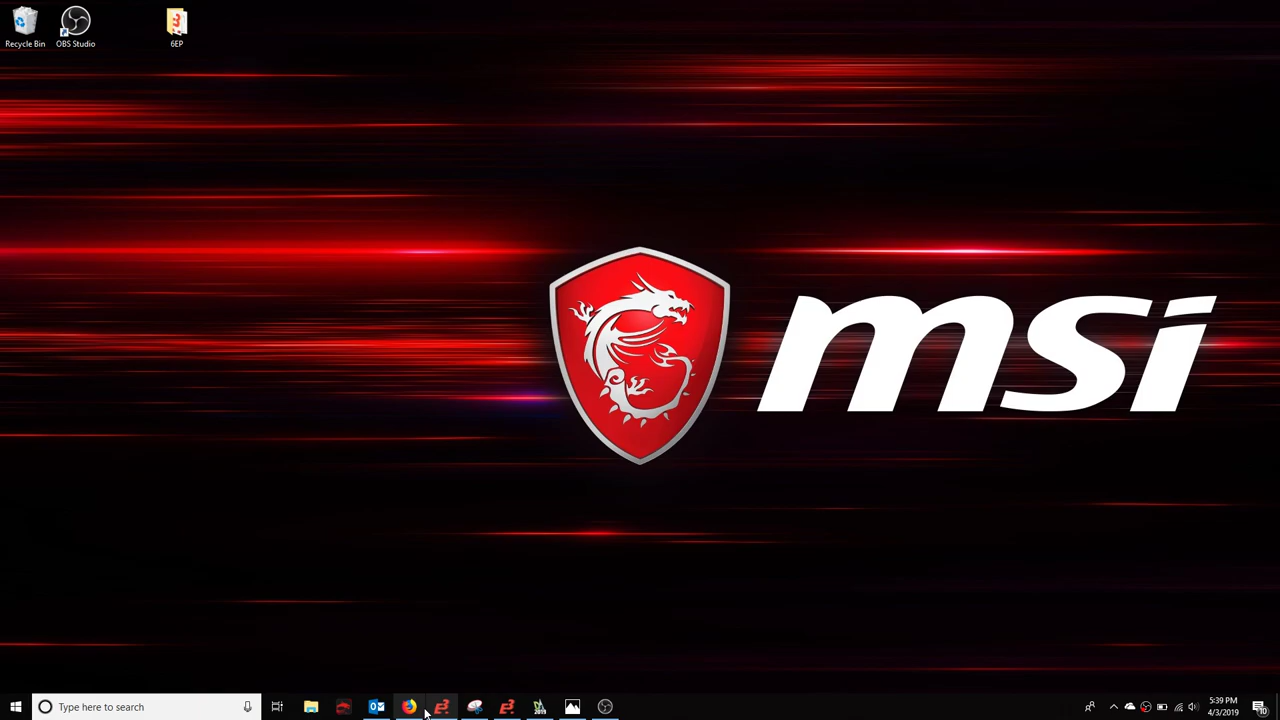 Recycle Bin
OBS Studio
6EP
msi
Type here to search
5:39 PM
4/3/2019